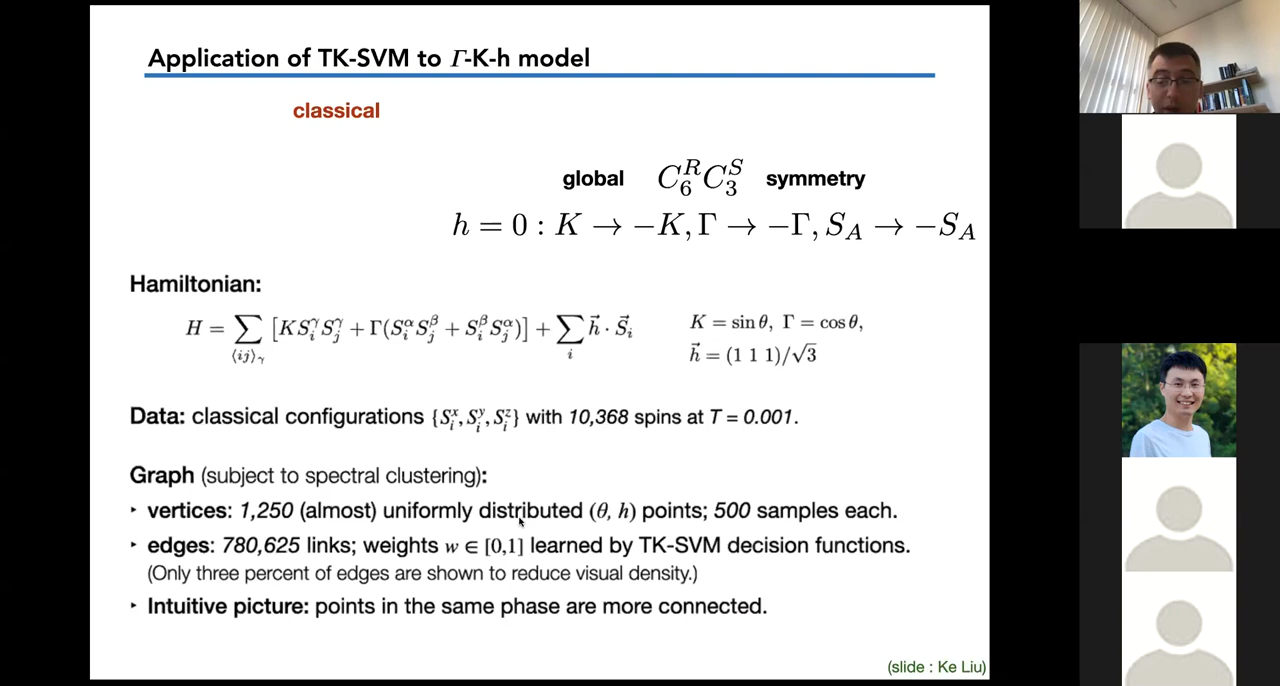 Application of TK-SVM to Γ-K-h model
classical
global C₆ᴿC₃ˢ symmetry
h = 0 : K → −K, Γ → −Γ, S_A → −S_A
Hamiltonian:
H = ∑_{⟨ij⟩γ} [KS_i^γ S_j^γ + Γ(S_i^α S_j^β + S_i^β S_j^α)] + ∑_i h⃗ · S⃗_i
K = sin θ, Γ = cos θ,
h⃗ = (1 1 1)/√3
Data: classical configurations {S_i^x, S_i^y, S_i^z} with 10,368 spins at T = 0.001.
Graph (subject to spectral clustering):
‣ vertices: 1,250 (almost) uniformly distributed (θ, h) points; 500 samples each.
‣ edges: 780,625 links; weights w ∈ [0,1] learned by TK-SVM decision functions.
(Only three percent of edges are shown to reduce visual density.)
‣ Intuitive picture: points in the same phase are more connected.
(slide : Ke Liu)